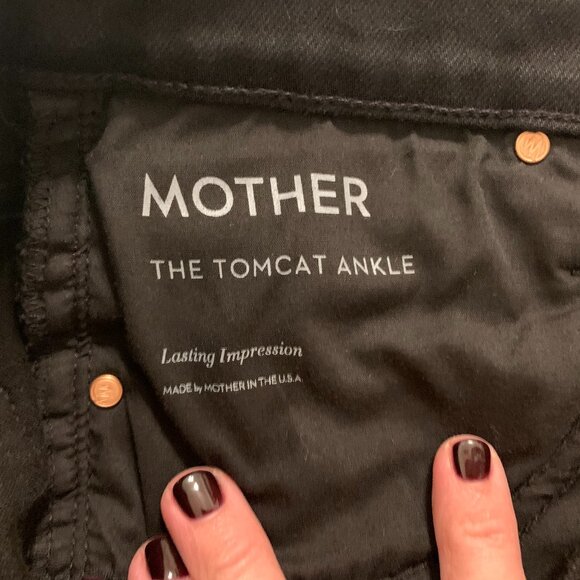 MOTHER
THE TOMCAT ANKLE
Lasting Impression
MADE by MOTHER IN THE U.S.A